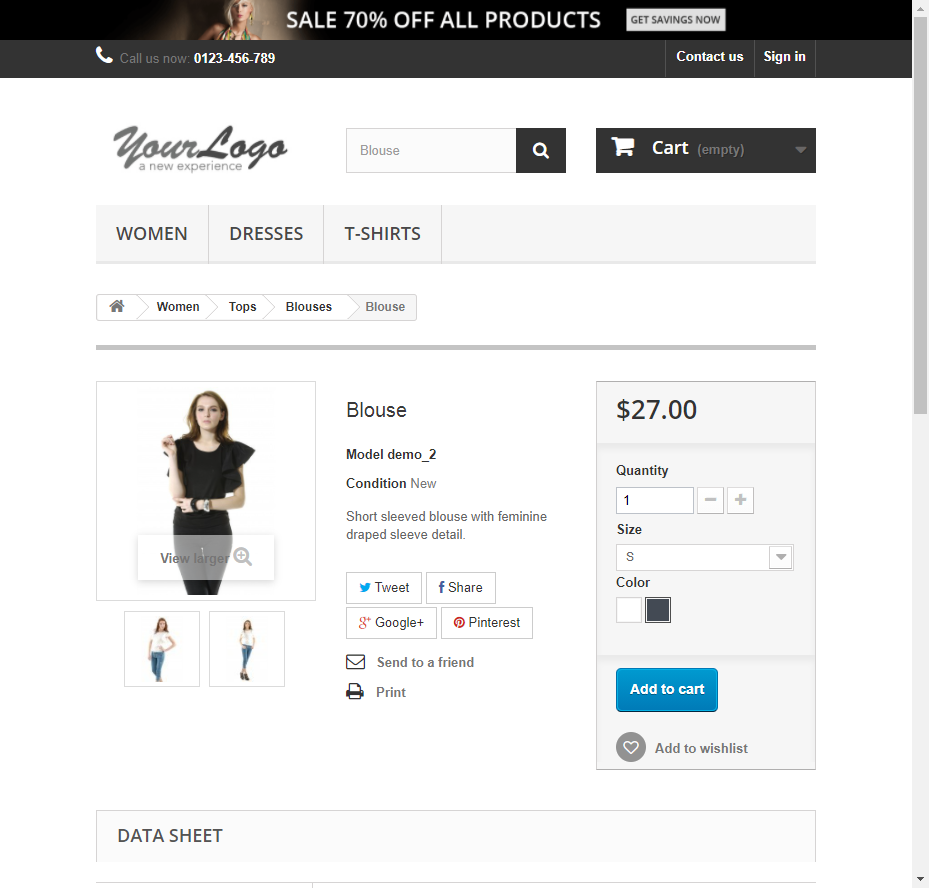 SALE 70% OFF ALL PRODUCTS GET SAVINGS NOW
Call us now: 0123-456-789 Contact us Sign in
YourLogo
a new experience
Blouse
Cart (empty)
WOMEN DRESSES T-SHIRTS
Women Tops Blouses Blouse
Blouse
Model demo_2
Condition New
Short sleeved blouse with feminine
draped sleeve detail.
View larger
Tweet Share
Google+ Pinterest
Send to a friend
Print
$27.00
Quantity
1
Size
S
Color
Add to cart
Add to wishlist
DATA SHEET